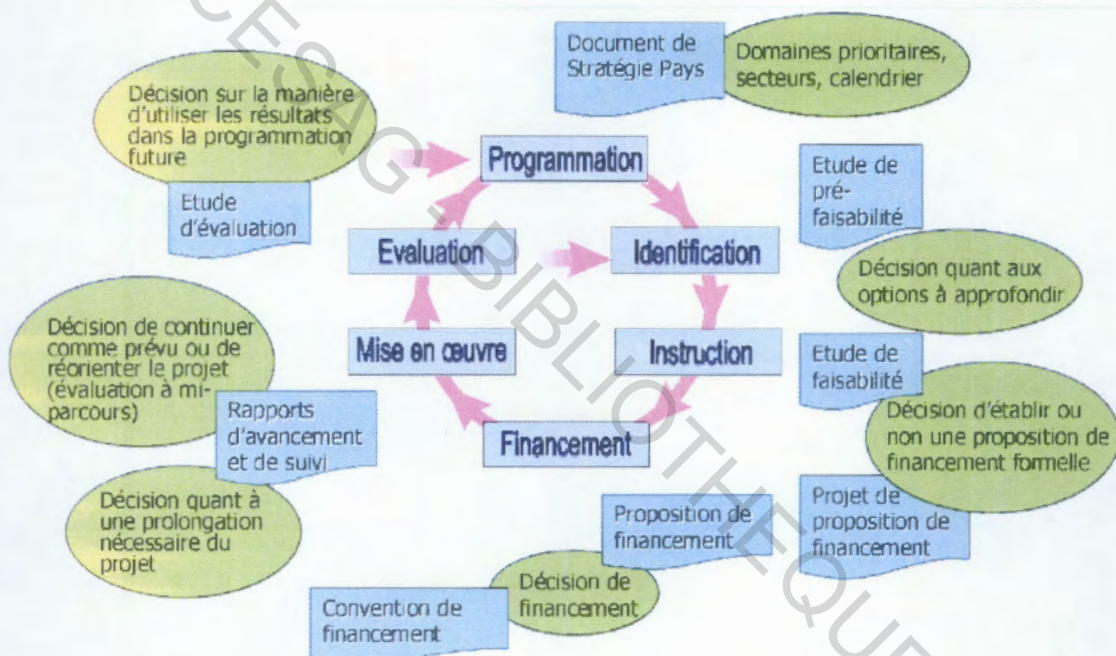 Document de
Stratégie Pays
Domaines prioritaires,
secteurs, calendrier
Décision sur la manière
d'utiliser les résultats
dans la programmation
future
Etude
d'évaluation
Programmation
Etude de
pré-
faisabilité
Evaluation
Identification
Décision quant aux
options à approfondir
Décision de continuer
comme prévu ou de
réorienter le projet
(évaluation à mi-
parcours)
Mise en œuvre
Instruction
Etude de
faisabilité
Rapports
d'avancement
et de suivi
Financement
Décision d'établir ou
non une proposition de
financement formelle
Décision quant à
une prolongation
nécessaire du
projet
Proposition de
financement
Projet de
proposition de
financement
Décision de
financement
Convention de
financement
CESAG - BIBLIOTHEQUE